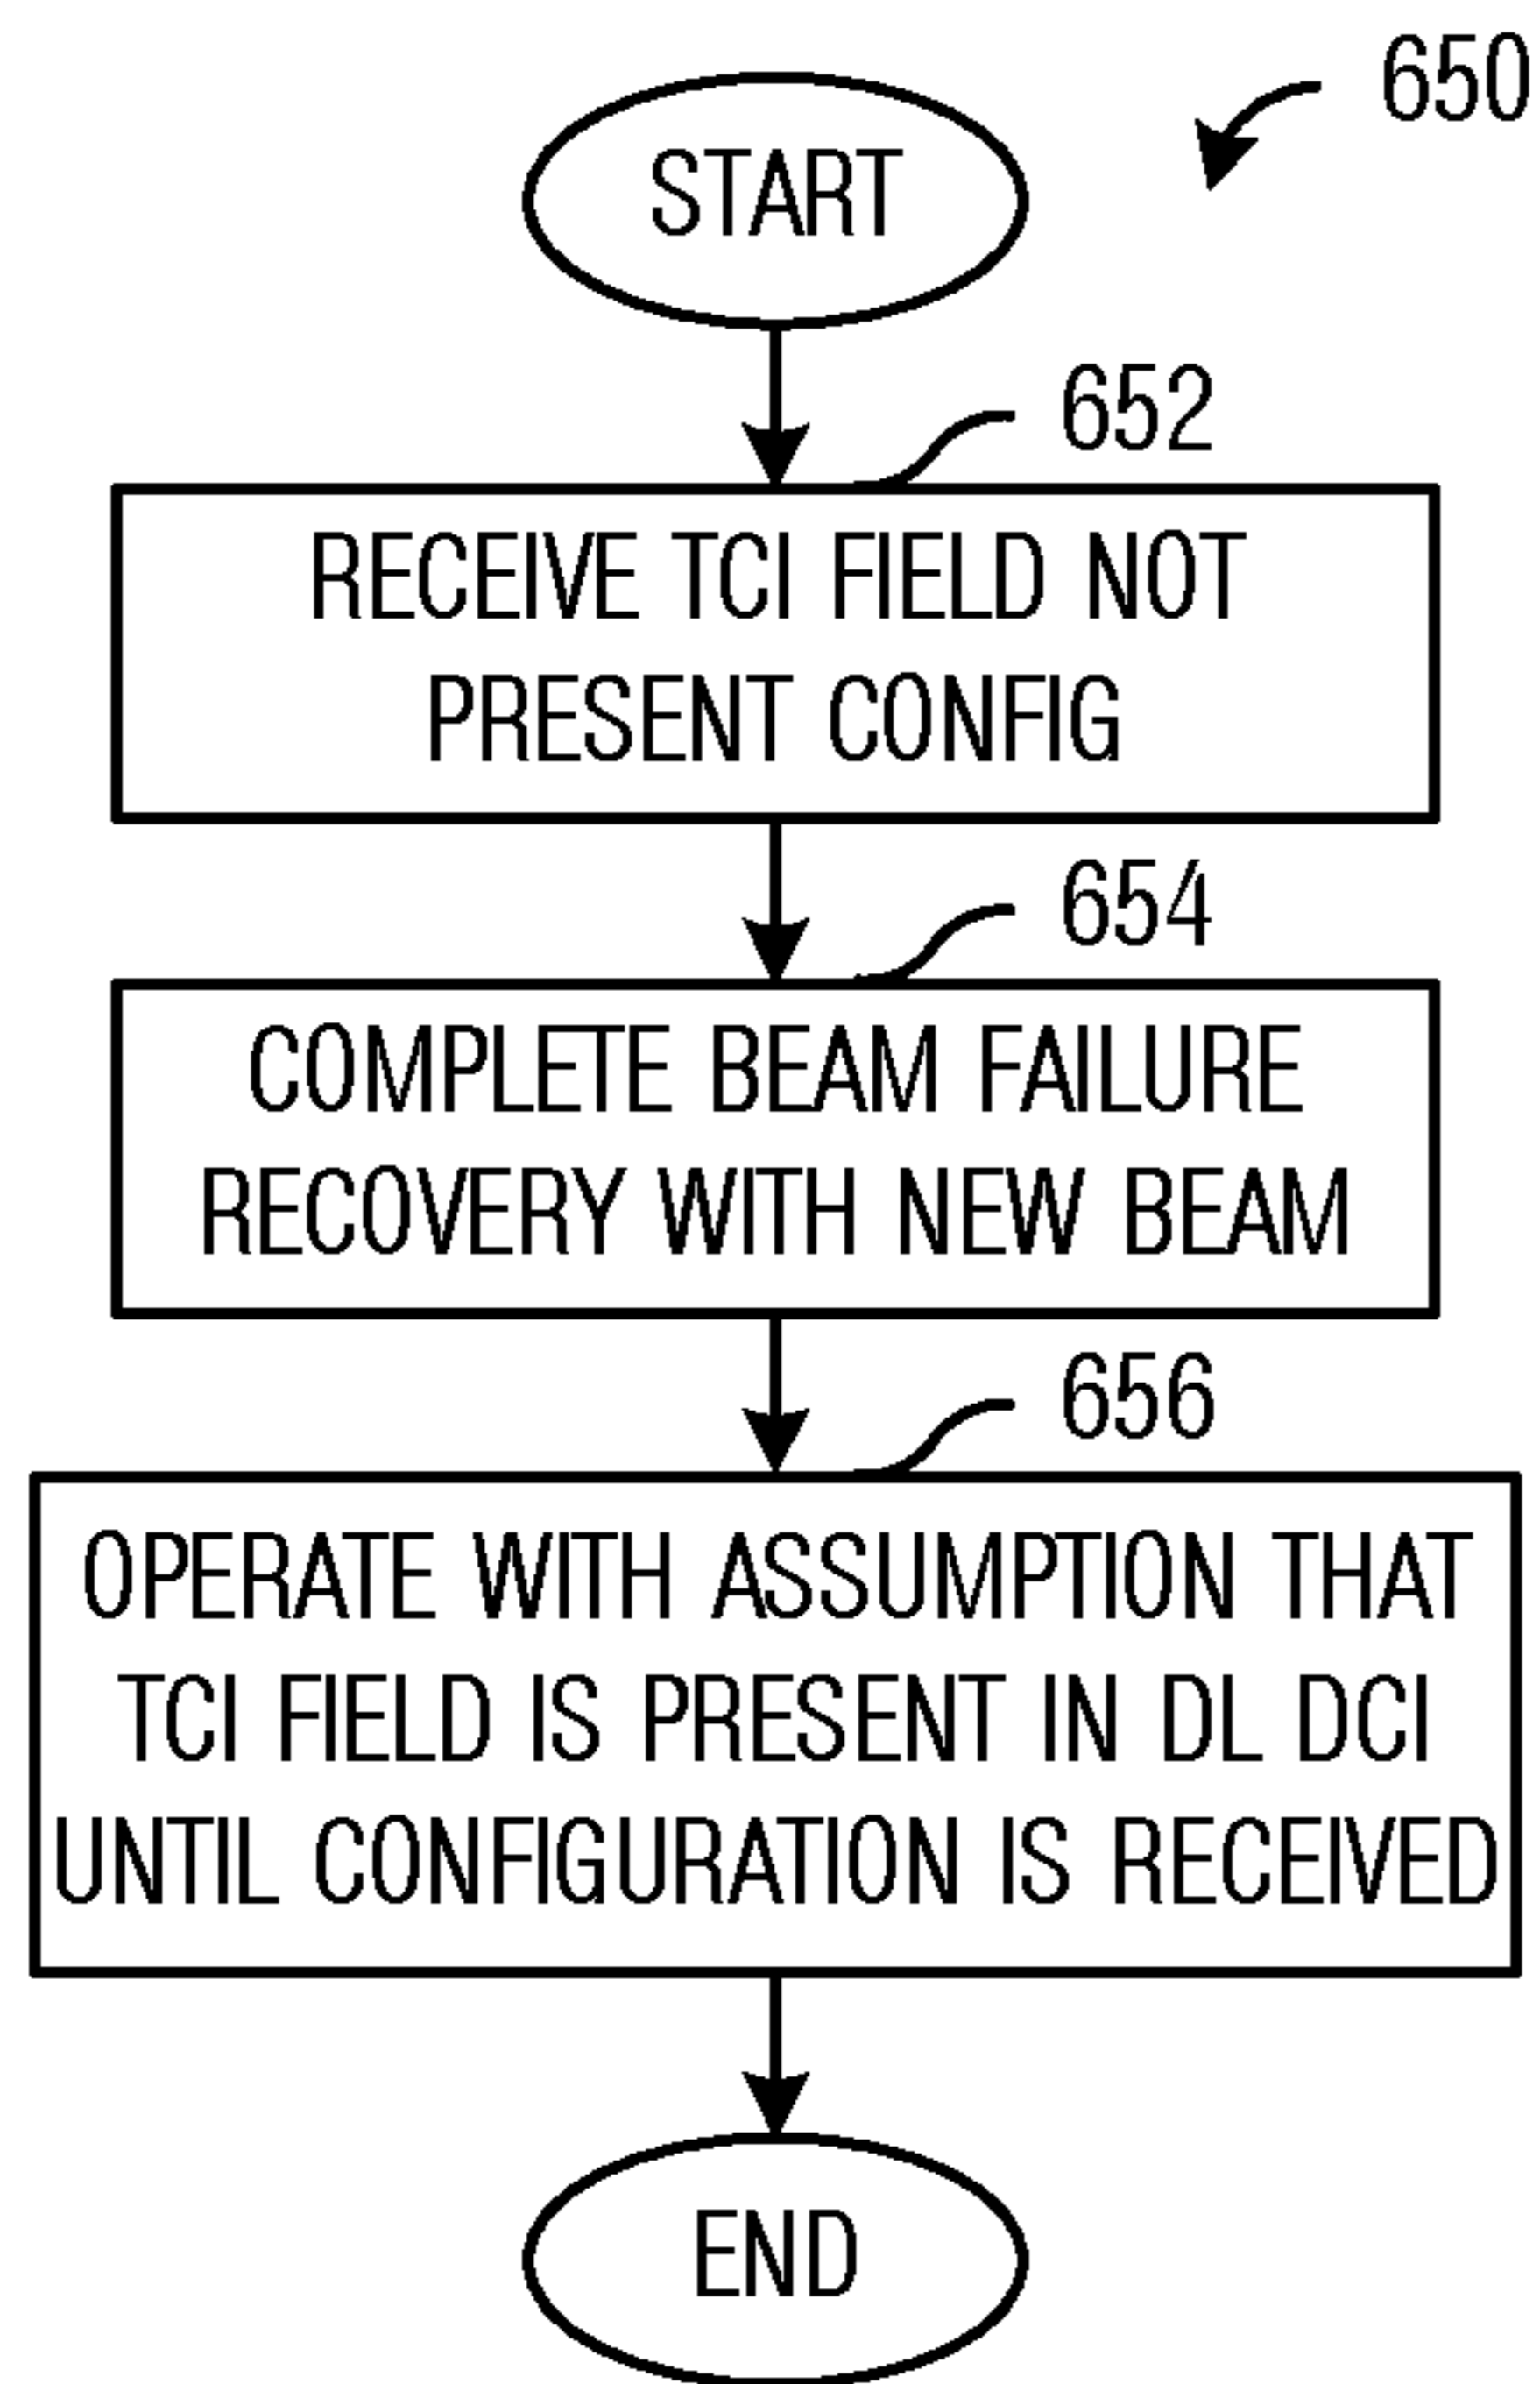 650
START
652
RECEIVE TCI FIELD NOT
PRESENT CONFIG
654
COMPLETE BEAM FAILURE
RECOVERY WITH NEW BEAM
656
OPERATE WITH ASSUMPTION THAT
TCI FIELD IS PRESENT IN DL DCI
UNTIL CONFIGURATION IS RECEIVED
END